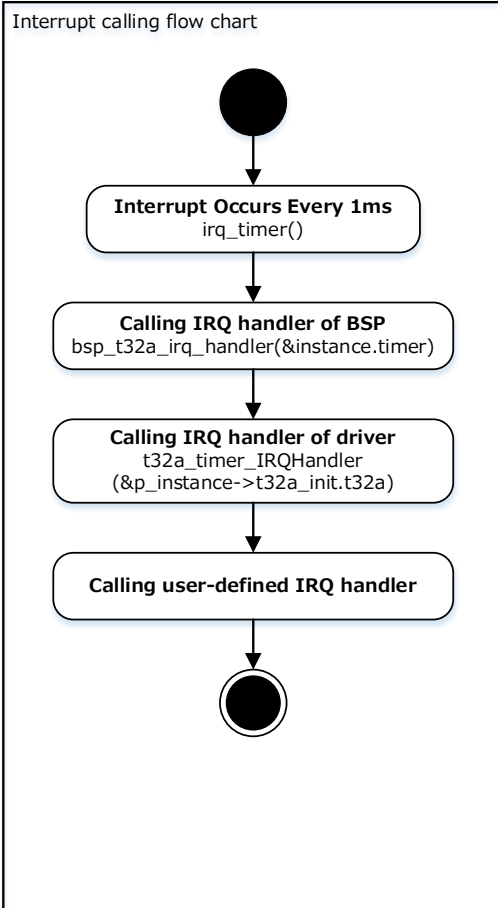 Interrupt calling flow chart
Interrupt Occurs Every 1ms
irq_timer()
Calling IRQ handler of BSP
bsp_t32a_irq_handler(&instance.timer)
Calling IRQ handler of driver
t32a_timer_IRQHandler
(&p_instance->t32a_init.t32a)
Calling user-defined IRQ handler